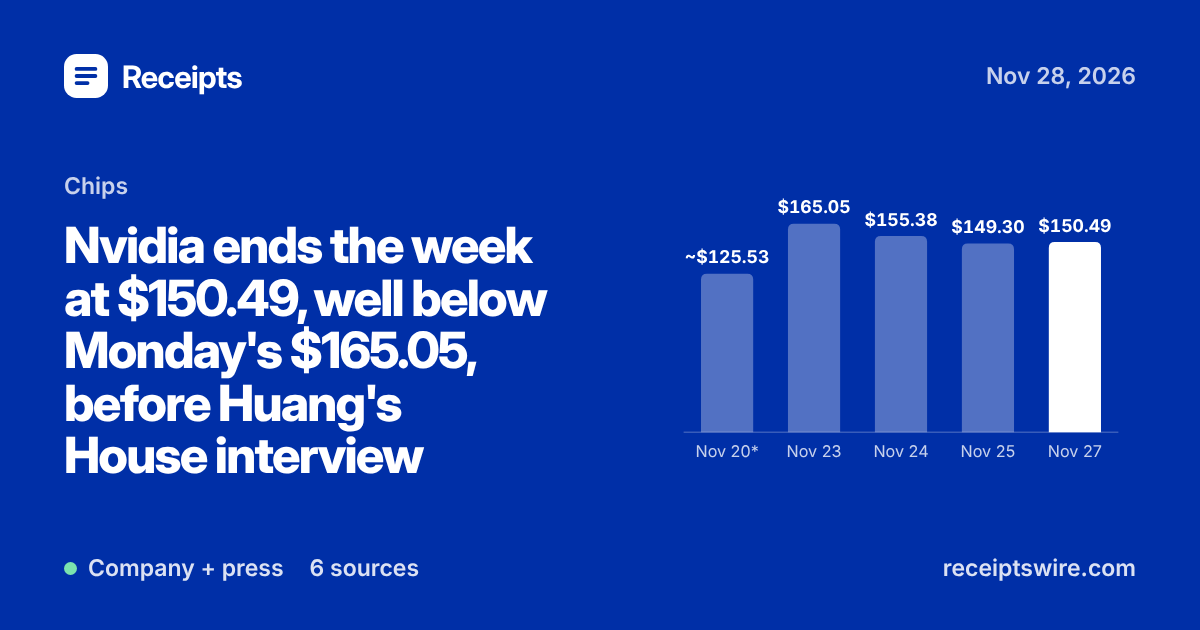 Receipts
Nov 28, 2026
Chips
Nvidia ends the week
at $150.49, well below
Monday's $165.05,
before Huang's
House interview
~$125.53
$165.05
$155.38
$149.30
$150.49
Nov 20*
Nov 23
Nov 24
Nov 25
Nov 27
Company + press
6 sources
receiptswire.com